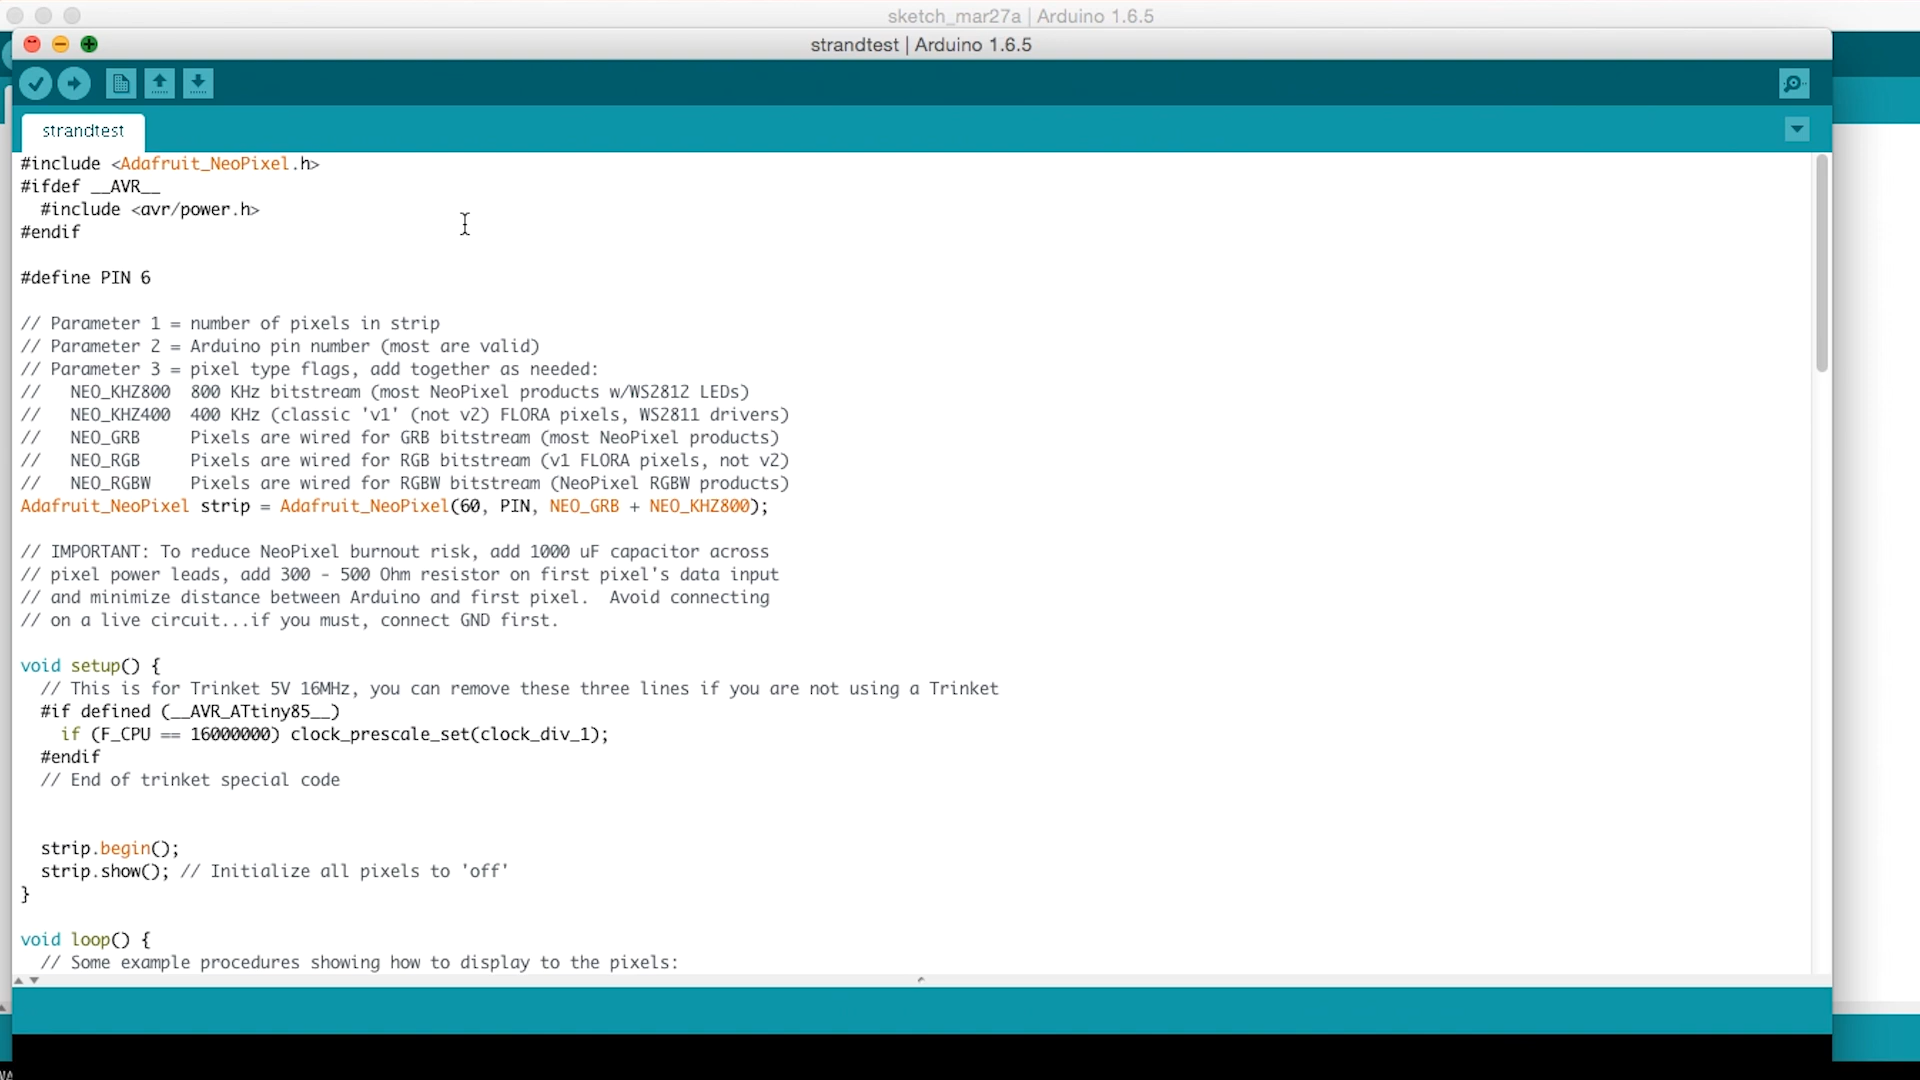 sketch_mar27a | Arduino 1.6.5
strandtest | Arduino 1.6.5
strandtest
#include <Adafruit_NeoPixel.h>
#ifdef __AVR__
  #include <avr/power.h>
#endif
#define PIN 6
// Parameter 1 = number of pixels in strip
// Parameter 2 = Arduino pin number (most are valid)
// Parameter 3 = pixel type flags, add together as needed:
//   NEO_KHZ800  800 KHz bitstream (most NeoPixel products w/WS2812 LEDs)
//   NEO_KHZ400  400 KHz (classic 'v1' (not v2) FLORA pixels, WS2811 drivers)
//   NEO_GRB     Pixels are wired for GRB bitstream (most NeoPixel products)
//   NEO_RGB     Pixels are wired for RGB bitstream (v1 FLORA pixels, not v2)
//   NEO_RGBW    Pixels are wired for RGBW bitstream (NeoPixel RGBW products)
Adafruit_NeoPixel strip = Adafruit_NeoPixel(60, PIN, NEO_GRB + NEO_KHZ800);
// IMPORTANT: To reduce NeoPixel burnout risk, add 1000 uF capacitor across
// pixel power leads, add 300 - 500 Ohm resistor on first pixel's data input
// and minimize distance between Arduino and first pixel.  Avoid connecting
// on a live circuit...if you must, connect GND first.
void setup() {
  // This is for Trinket 5V 16MHz, you can remove these three lines if you are not using a Trinket
  #if defined (__AVR_ATtiny85__)
    if (F_CPU == 16000000) clock_prescale_set(clock_div_1);
  #endif
  // End of trinket special code
  strip.begin();
  strip.show(); // Initialize all pixels to 'off'
}
void loop() {
  // Some example procedures showing how to display to the pixels: